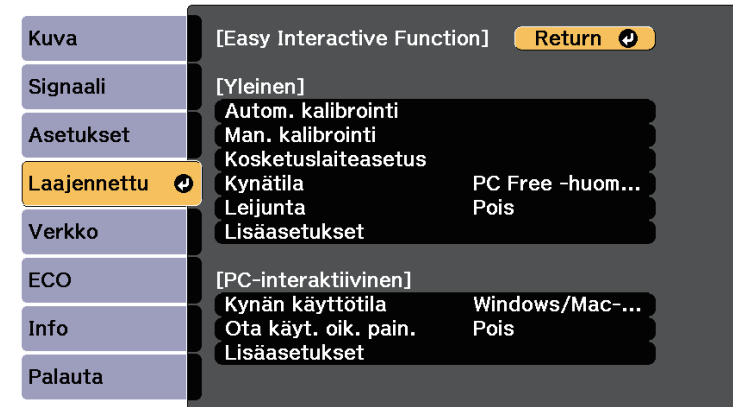 Kuva
Signaali
Asetukset
Laajennettu
Verkko
ECO
Info
Palauta
[Easy Interactive Function] Return
[Yleinen]
Autom. kalibrointi
Man. kalibrointi
Kosketuslaiteasetus
Kynätila PC Free -huom...
Leijunta Pois
Lisäasetukset
[PC-interaktiivinen]
Kynän käyttötila Windows/Mac-...
Ota käyt. oik. pain. Pois
Lisäasetukset